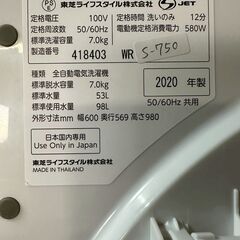 PS E 東芝ライフスタイル株式会社 S-JET
定格電圧 100V 定格時間 洗いのみ 12分
定格周波数 50/60Hz 電動機定格消費電力 580W
標準洗濯容量 7.0kg
製造番号 418403 WR S-750
種類 全自動電気洗濯機 2020 年製
標準脱水容量 7.0kg
標準水量 53L
標準使用水量 98L 50/60Hz 共用
外形寸法mm 幅600 奥行569 高さ980
日本国内専用
Use Only in Japan
東芝ライフスタイル株式会社
MADE IN THAILAND